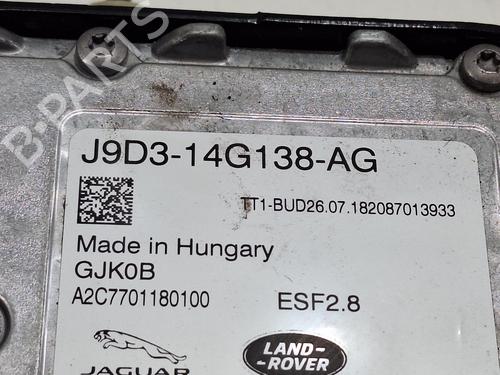 B-PARTS
J9D3-14G138-AG
TT1-BUD26.07.182087013933
Made in Hungary
GJK0B
A2C7701180100 ESF2.8
JAGUAR
LAND-
-ROVER